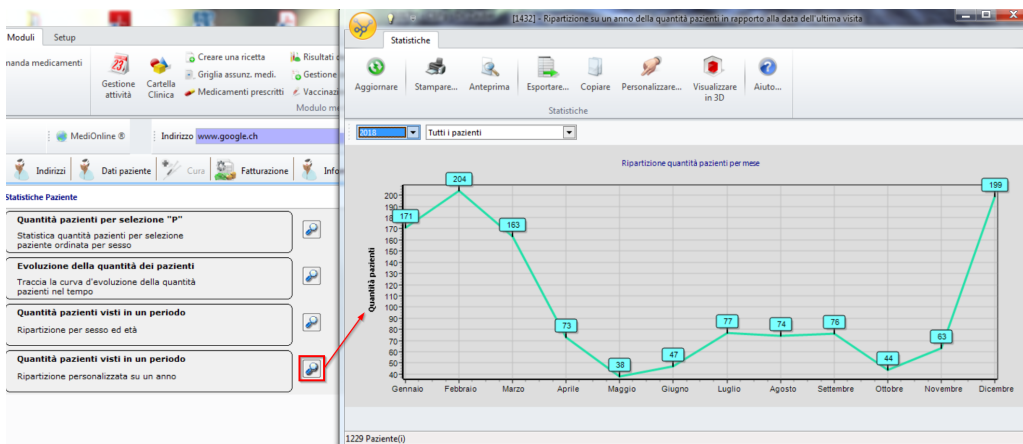 Moduli Setup
manda medicamenti
Gestione attività
Cartella Clinica
Creare una ricetta
Griglia assunz. medi.
Medicamenti prescritti
Risultati
Gestione
Vaccinazi
Modulo me
MediOnline ® Indirizzo www.google.ch
Indirizzi Dati paziente Cura Fatturazione Info
Statistiche Paziente
Quantità pazienti per selezione "P"
Statistica quantità pazienti per selezione
paziente ordinata per sesso
Evoluzione della quantità dei pazienti
Traccia la curva d'evoluzione della quantità
pazienti nel tempo
Quantità pazienti visti in un periodo
Ripartizione per sesso ed età
Quantità pazienti visti in un periodo
Ripartizione personalizzata su un anno
[1432] - Ripartizione su un anno della quantità pazienti in rapporto alla data dell'ultima visita
Statistiche
Aggiornare Stampare... Anteprima Esportare... Copiare Personalizzare... Visualizzare in 3D Aiuto...
Statistiche
2018 Tutti i pazienti
Ripartizione quantità pazienti per mese
Quantità pazienti
200
190
180
170
160
150
140
130
120
110
100
90
80
70
60
50
40
171
204
163
73
38
47
77
74
76
44
63
199
Gennaio Febbraio Marzo Aprile Maggio Giugno Luglio Agosto Settembre Ottobre Novembre Dicembre
1229 Paziente(i)